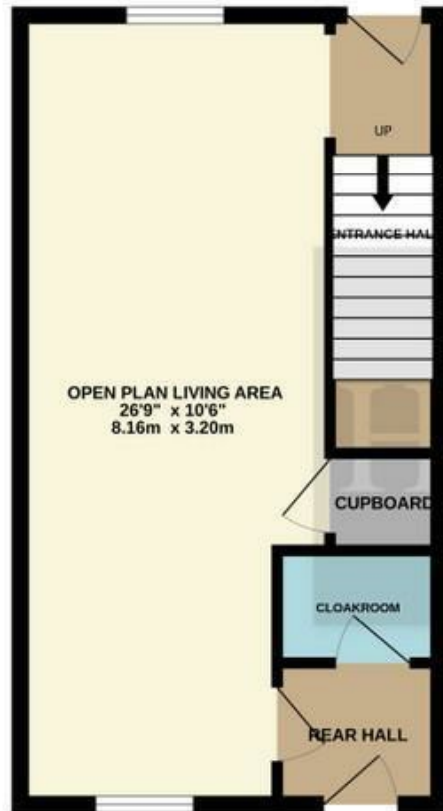 UP
ENTRANCE HALL
OPEN PLAN LIVING AREA
26'9" x 10'6"
8.16m x 3.20m
CUPBOARD
CLOAKROOM
REAR HALL